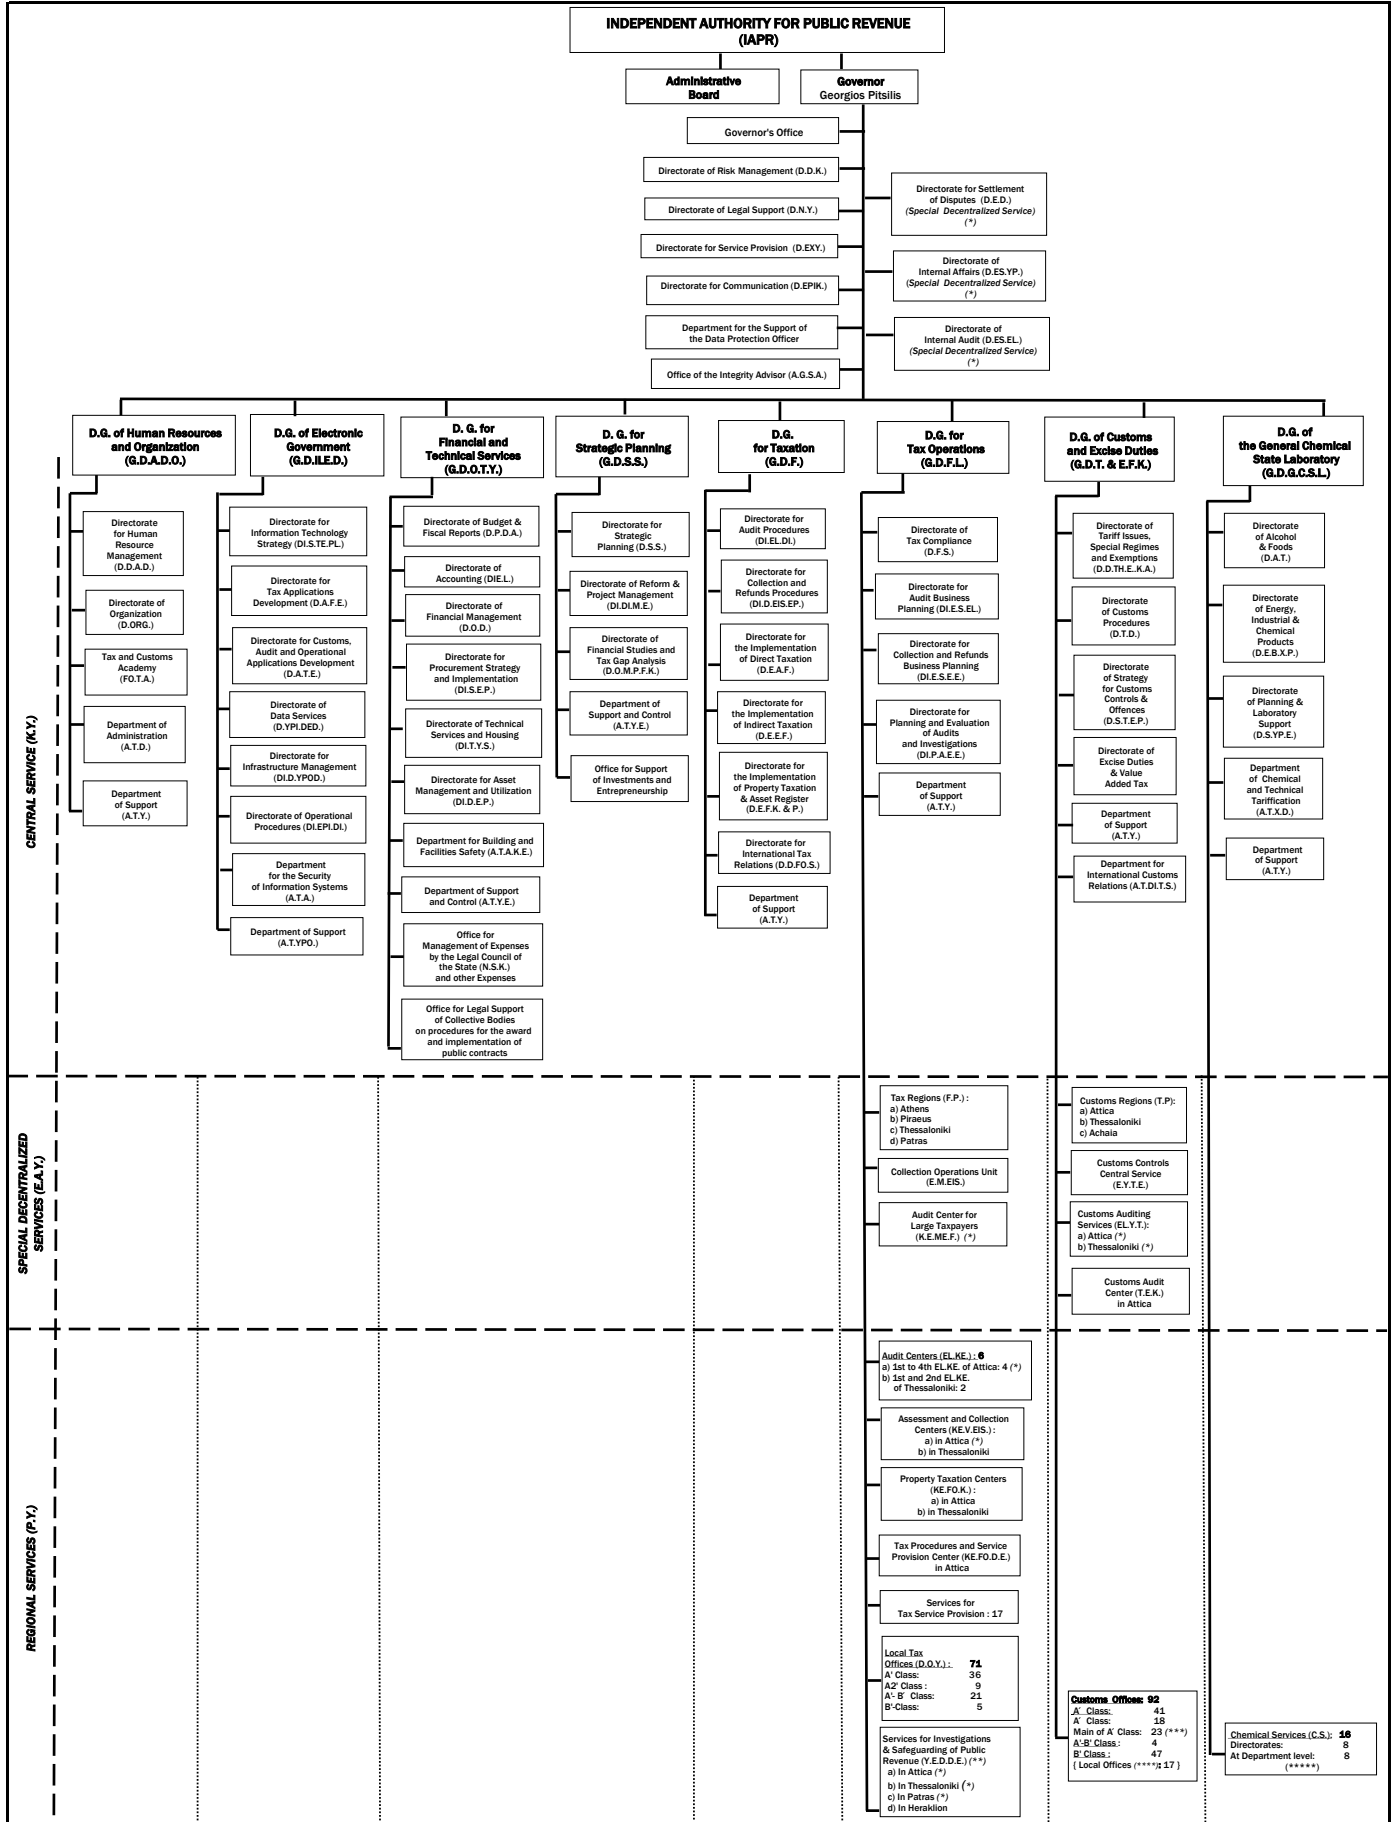 INDEPENDENT AUTHORITY FOR PUBLIC REVENUE
(IAPR)
Administrative
Board
Governor
Georgios Pitsilis
Governor's Office
Directorate of Risk Management (D.D.K.)
Directorate of Legal Support (D.N.Y.)
Directorate for Service Provision (D.EXY.)
Directorate for Communication (D.EPIK.)
Department for the Support of
the Data Protection Officer
Office of the Integrity Advisor (A.G.S.A.)
Directorate for Settlement
of Disputes (D.E.D.)
(Special Decentralized Service)
(*)
Directorate of
Internal Affairs (D.ES.YP.)
(Special Decentralized Service)
(*)
Directorate of
Internal Audit (D.ES.EL.)
(Special Decentralized Service)
(*)
CENTRAL SERVICE (K.Y.)
D.G. of Human Resources
and Organization
(G.D.A.D.O.)
Directorate
for Human
Resource
Management
(D.D.A.D.)
Directorate of
Organization
(D.ORG.)
Tax and Customs
Academy
(FO.T.A.)
Department of
Administration
(A.T.D.)
Department
of Support
(A.T.Y.)
D.G. of Electronic
Government
(G.D.ILE.D.)
Directorate for
Information Technology
Strategy (DI.S.TE.PL.)
Directorate for
Tax Applications
Development (D.A.F.E.)
Directorate for Customs,
Audit and Operational
Applications Development
(D.A.T.E.)
Directorate of
Data Services
(D.YPI.DED.)
Directorate for
Infrastructure Management
(DI.D.YPOD.)
Directorate of Operational
Procedures (DI.EPI.DI.)
Department
for the Security
of Information Systems
(A.T.A.)
Department of Support
(A.T.YPO.)
D. G. for
Financial and
Technical Services
(G.D.O.T.Y.)
Directorate of Budget &
Fiscal Reports (D.P.D.A.)
Directorate of
Accounting (DIE.L.)
Directorate of
Financial Management
(D.O.D.)
Directorate for
Procurement Strategy
and Implementation
(DI.S.E.P.)
Directorate of Technical
Services and Housing
(DI.T.Y.S.)
Directorate for Asset
Management and Utilization
(DI.D.E.P.)
Department for Building and
Facilities Safety (A.T.A.K.E.)
Department of Support
and Control (A.T.Y.E.)
Office for
Management of Expenses
by the Legal Council of
the State (N.S.K.)
and other Expenses
Office for Legal Support
of Collective Bodies
on procedures for the award
and implementation of
public contracts
D. G. for
Strategic Planning
(G.D.S.S.)
Directorate for
Strategic
Planning (D.S.S.)
Directorate of Reform &
Project Management
(DI.DI.M.E.)
Directorate of
Financial Studies and
Tax Gap Analysis
(D.O.M.P.F.K.)
Department of
Support and Control
(A.T.Y.E.)
Office for Support
of Investments and
Entrepreneurship
D.G.
for Taxation
(G.D.F.)
Directorate for
Audit Procedures
(DI.EL.DI.)
Directorate for
Collection and
Refunds Procedures
(DI.D.EIS.EP.)
Directorate for
the Implementation
of Direct Taxation
(D.E.A.F.)
Directorate for
the Implementation
of Indirect Taxation
(D.E.E.F.)
Directorate for
the Implementation
of Property Taxation
& Asset Register
(D.E.F.K. & P.)
Directorate for
International Tax
Relations (D.D.FO.S.)
Department
of Support
(A.T.Y.)
D.G. for
Tax Operations
(G.D.F.L.)
Directorate of
Tax Compliance
(D.F.S.)
Directorate for
Audit Business
Planning (DI.E.S.EL.)
Directorate for
Collection and Refunds
Business Planning
(DI.E.S.E.E.)
Directorate for
Planning and Evaluation
of Audits
and Investigations
(DI.P.A.E.E.)
Department
of Support
(A.T.Y.)
D.G. of Customs
and Excise Duties
(G.D.T. & E.F.K.)
Directorate of
Tariff Issues,
Special Regimes
and Exemptions
(D.D.TH.E..K.A.)
Directorate
of Customs
Procedures
(D.T.D.)
Directorate
of Strategy
for Customs
Controls &
Offences
(D.S.T.E.P.)
Directorate of
Excise Duties
& Value
Added Tax
Department
of Support
(A.T.Y.)
Department for
International Customs
Relations (A.T.DI.T.S.)
D.G. of
the General Chemical
State Laboratory
(G.D.G.C.S.L.)
Directorate
of Alcohol
& Foods
(D.A.T.)
Directorate
of Energy,
Industrial &
Chemical
Products
(D.E.B.X.P.)
Directorate
of Planning &
Laboratory
Support
(D.S.YP.E.)
Department
of Chemical
and Technical
Tariffication
(A.T.X.D.)
Department
of Support
(A.T.Y.)
SPECIAL DECENTRALIZED
SERVICES (E.A.Y.)
Tax Regions (F.P.) :
a) Athens
b) Piraeus
c) Thessaloniki
d) Patras
Collection Operations Unit
(E.M.EIS.)
Audit Center for
Large Taxpayers
(K.E.ME.F.) (*)
Customs Regions (T.P):
a) Attica
b) Thessaloniki
c) Achaia
Customs Controls
Central Service
(E.Y.T.E.)
Customs Auditing
Services (EL.Y.T.):
a) Attica (*)
b) Thessaloniki (*)
Customs Audit
Center (T.E.K.)
in Attica
REGIONAL SERVICES (P.Y.)
Audit Centers (EL.KE.) : 6
a) 1st to 4th EL.KE. of Attica: 4 (*)
b) 1st and 2nd EL.KE.
of Thessaloniki: 2
Assessment and Collection
Centers (KE.V.EIS.) :
a) in Attica (*)
b) in Thessaloniki
Property Taxation Centers
(KE.FO.K.) :
a) in Attica
b) in Thessaloniki
Tax Procedures and Service
Provision Center (KE.FO.D.E.)
in Attica
Services for
Tax Service Provision : 17
Local Tax
Offices (D.O.Y.) : 71
A' Class: 36
A2' Class : 9
A'- B' Class: 21
B'-Class: 5
Services for Investigations
& Safeguarding of Public
Revenue (Y.E.D.D.E.) (**)
a) In Attica (*)
b) In Thessaloniki (*)
c) In Patras (*)
d) In Heraklion
Customs Offices: 92
A' Class: 41
A' Class: 18
Main of A' Class: 23 (***)
A'-B' Class : 4
B' Class : 47
{ Local Offices (****): 17 }
Chemical Services (C.S.): 16
Directorates: 8
At Department level: 8
(*****)